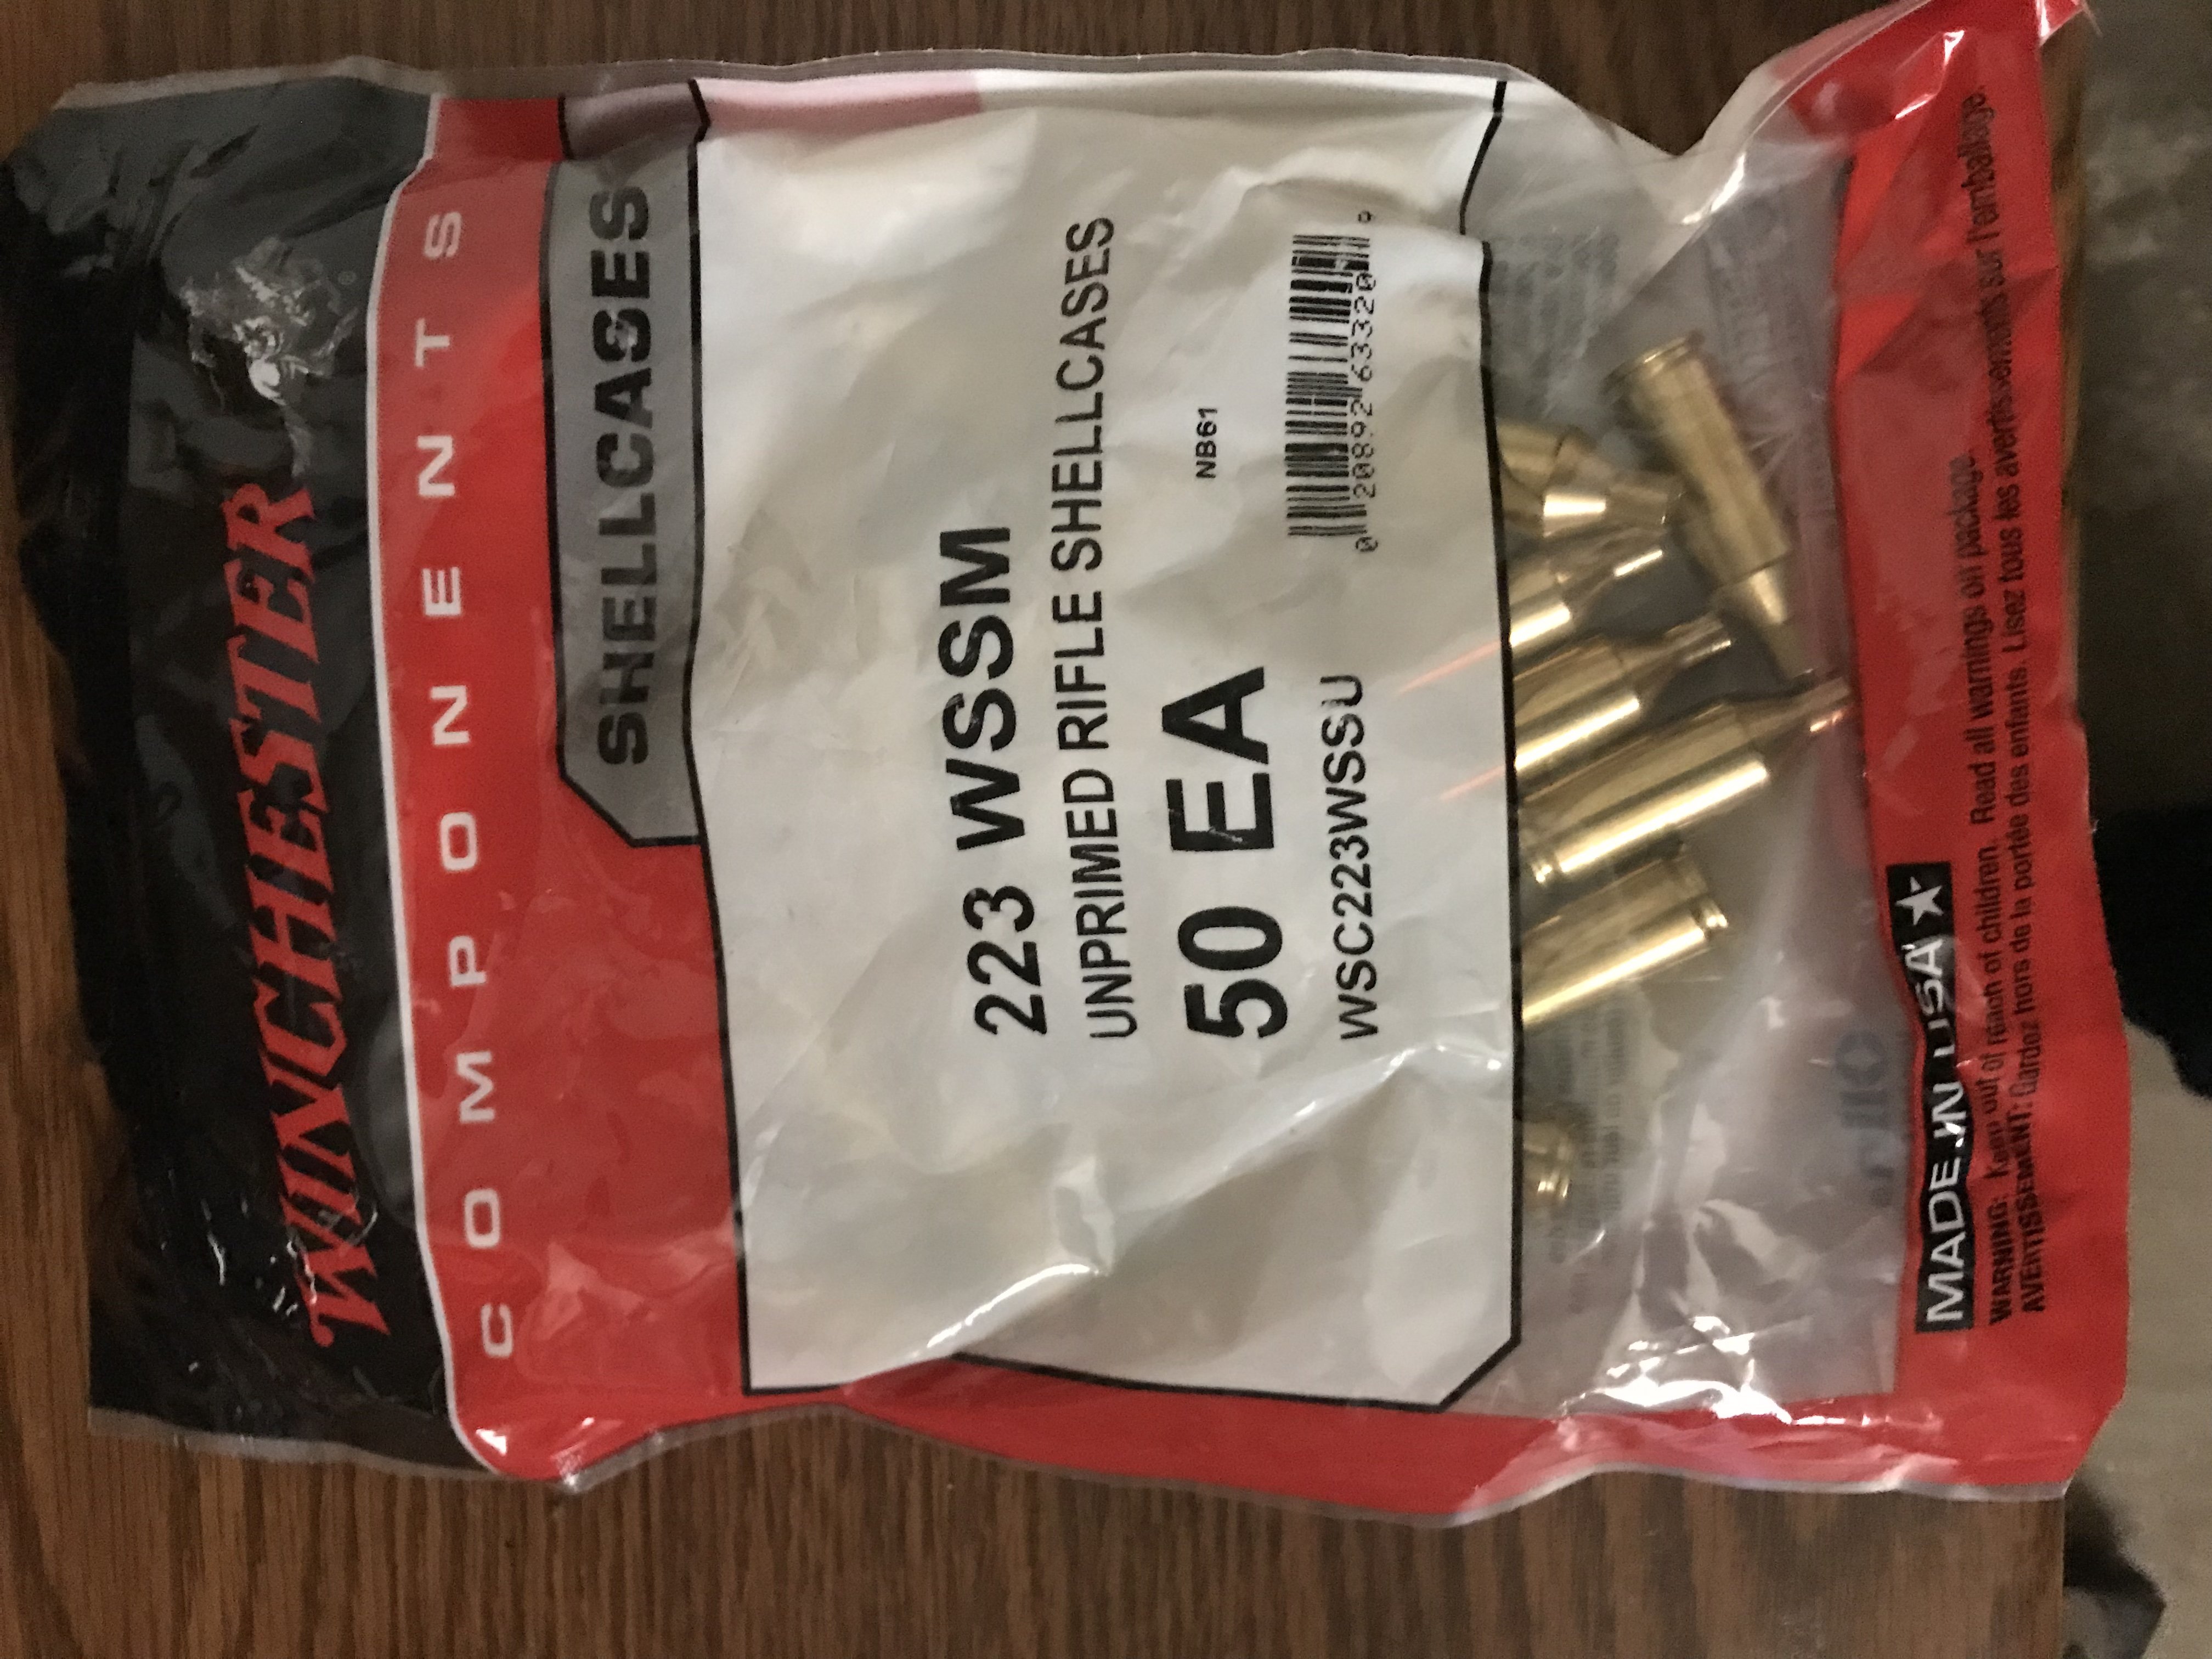 WINCHESTER
®
COMPONENTS
SHELLCASES
223 WSSM
UNPRIMED RIFLE SHELLCASES
50 EA
NB61
WSC223WSSU
0 20892 63320 9
MADE IN USA
WARNING: Keep out of reach of children. Read all warnings on package.
AVERTISSEMENT: Gardez hors de la portée des enfants. Lisez tous les avertissements sur l'emballage.